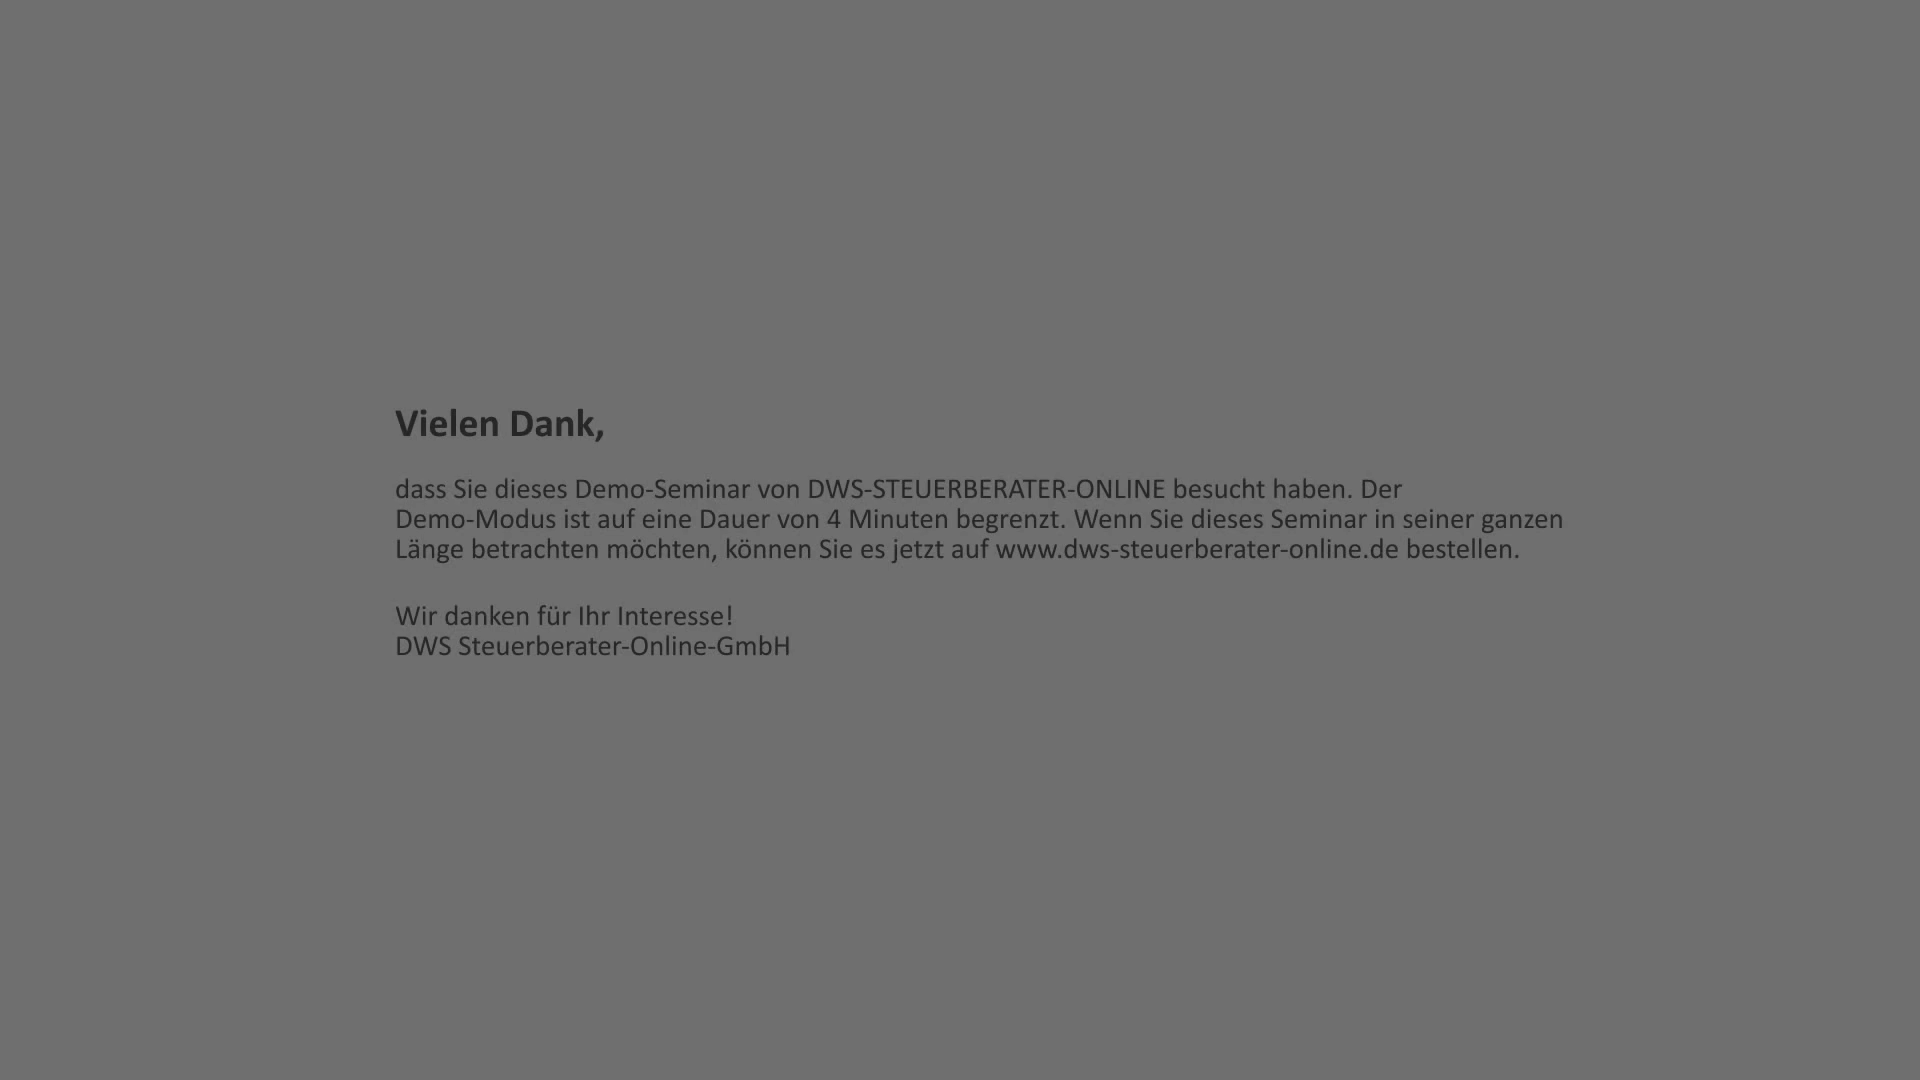 Vielen Dank,
dass Sie dieses Demo-Seminar von DWS-STEUERBERATER-ONLINE besucht haben. Der
Demo-Modus ist auf eine Dauer von 4 Minuten begrenzt. Wenn Sie dieses Seminar in seiner ganzen
Länge betrachten möchten, können Sie es jetzt auf www.dws-steuerberater-online.de bestellen.
Wir danken für Ihr Interesse!
DWS Steuerberater-Online-GmbH